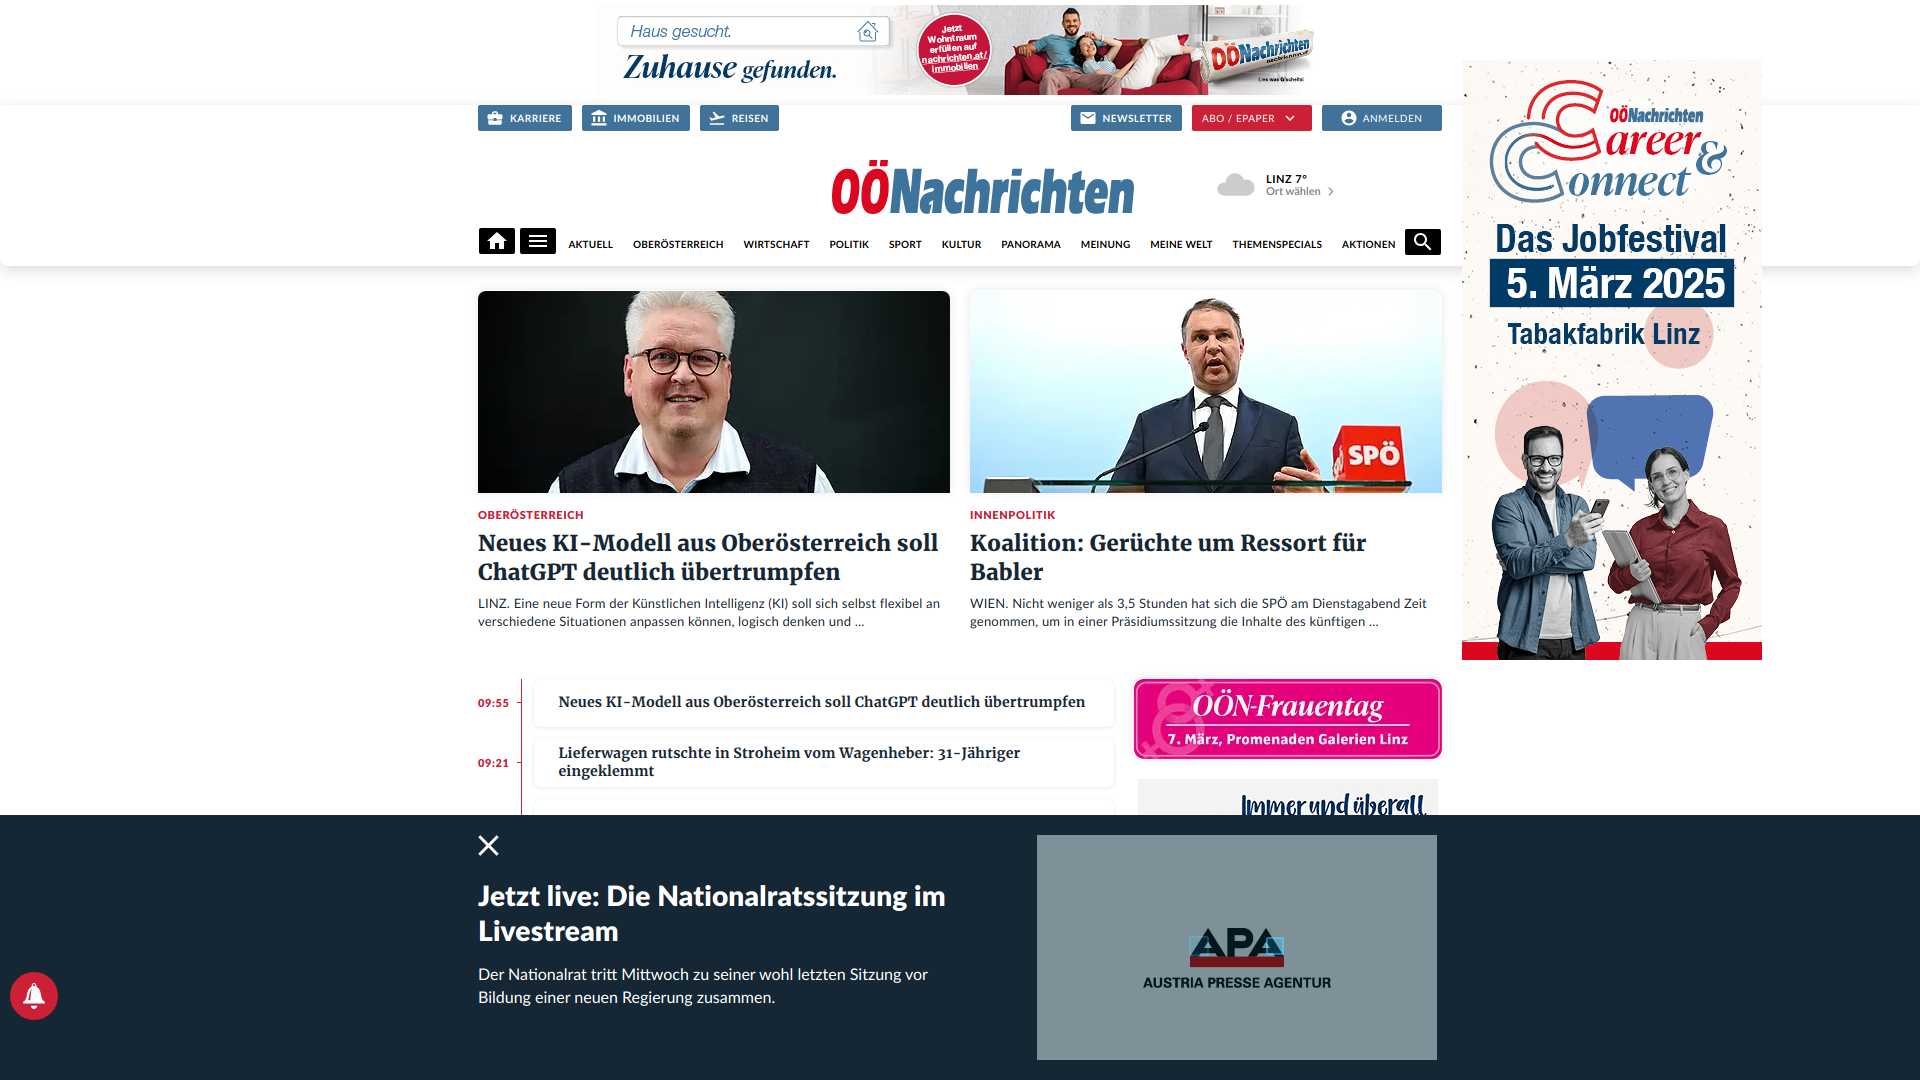 Haus gesucht.
Zuhause gefunden.
Jetzt
Wohntraum
erfüllen auf
nachrichten.at/
immobilien
OÖNachrichten
Lies was G'scheites!
KARRIERE
IMMOBILIEN
REISEN
NEWSLETTER
ABO / EPAPER
ANMELDEN
OÖNachrichten
LINZ 7°
Ort wählen
AKTUELL
OBERÖSTERREICH
WIRTSCHAFT
POLITIK
SPORT
KULTUR
PANORAMA
MEINUNG
MEINE WELT
THEMENSPECIALS
AKTIONEN
OÖNachrichten
Career &
Connect
Das Jobfestival
5. März 2025
Tabakfabrik Linz
SPÖ
OBERÖSTERREICH
Neues KI-Modell aus Oberösterreich soll
ChatGPT deutlich übertrumpfen
LINZ. Eine neue Form der Künstlichen Intelligenz (KI) soll sich selbst flexibel an
verschiedene Situationen anpassen können, logisch denken und ...
INNENPOLITIK
Koalition: Gerüchte um Ressort für
Babler
WIEN. Nicht weniger als 3,5 Stunden hat sich die SPÖ am Dienstagabend Zeit
genommen, um in einer Präsidiumssitzung die Inhalte des künftigen ...
09:55
Neues KI-Modell aus Oberösterreich soll ChatGPT deutlich übertrumpfen
09:21
Lieferwagen rutschte in Stroheim vom Wagenheber: 31-Jähriger
eingeklemmt
OÖN-Frauentag
7. März, Promenaden Galerien Linz
Immer und überall
Jetzt live: Die Nationalratssitzung im
Livestream
Der Nationalrat tritt Mittwoch zu seiner wohl letzten Sitzung vor
Bildung einer neuen Regierung zusammen.
APA
AUSTRIA PRESSE AGENTUR